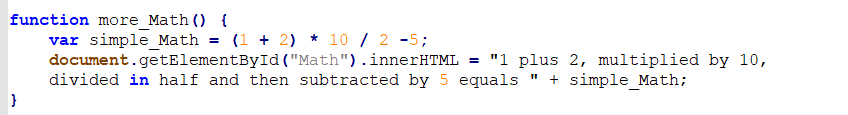 function more_Math() {
    var simple_Math = (1 + 2) * 10 / 2 -5;
    document.getElementById("Math").innerHTML = "1 plus 2, multiplied by 10,
    divided in half and then subtracted by 5 equals " + simple_Math;
}